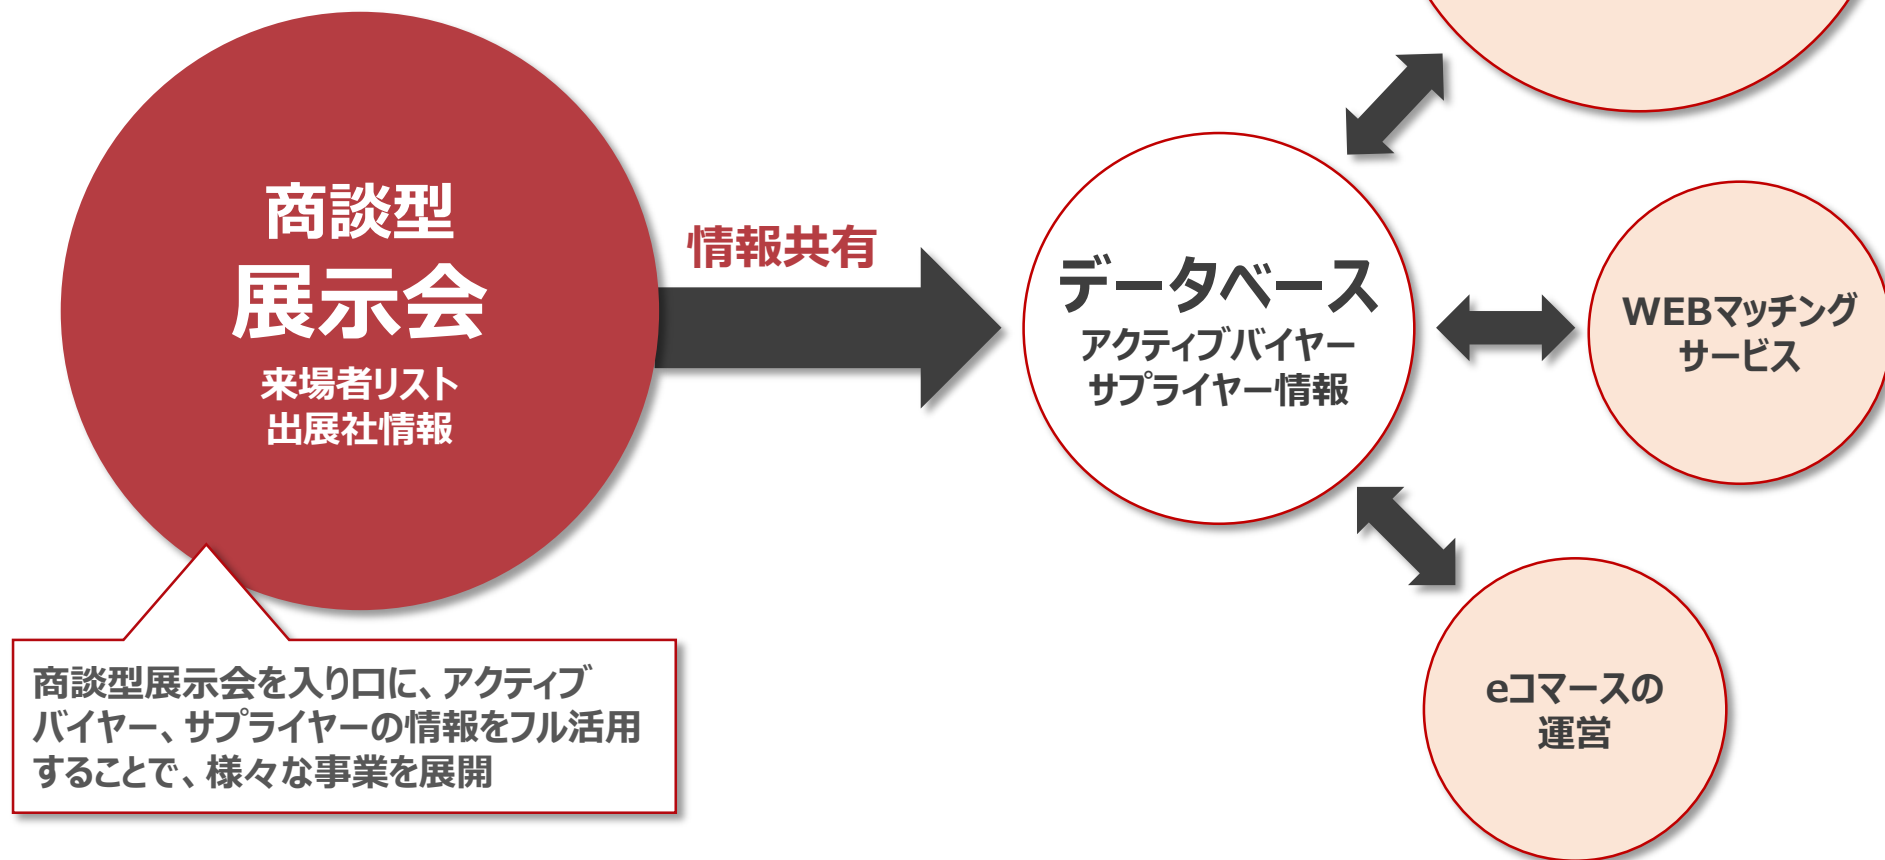 商談型
展示会
来場者リスト
出展社情報
情報共有
データベース
アクティブバイヤー
サプライヤー情報
WEBマッチング
サービス
eコマースの
運営
商談型展示会を入り口に、アクティブ
バイヤー、サプライヤーの情報をフル活用
することで、様々な事業を展開